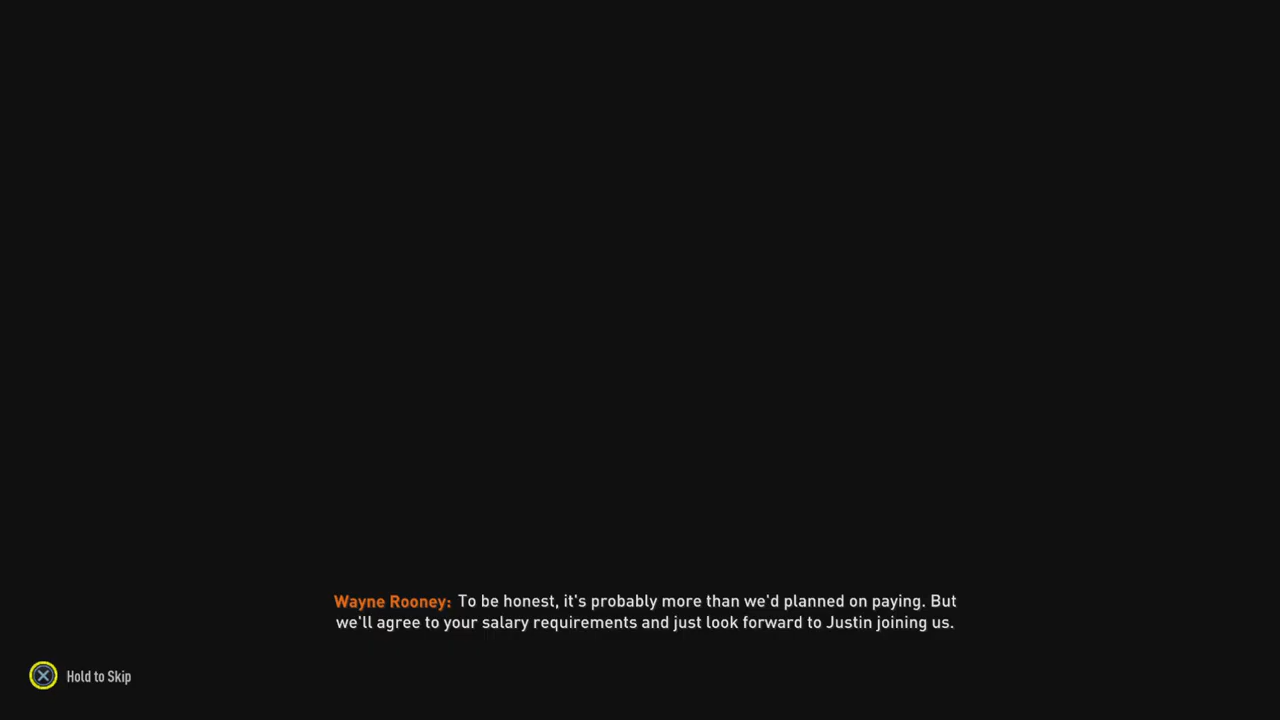 Wayne Rooney: To be honest, it's probably more than we'd planned on paying. But
we'll agree to your salary requirements and just look forward to Justin joining us.
Hold to Skip